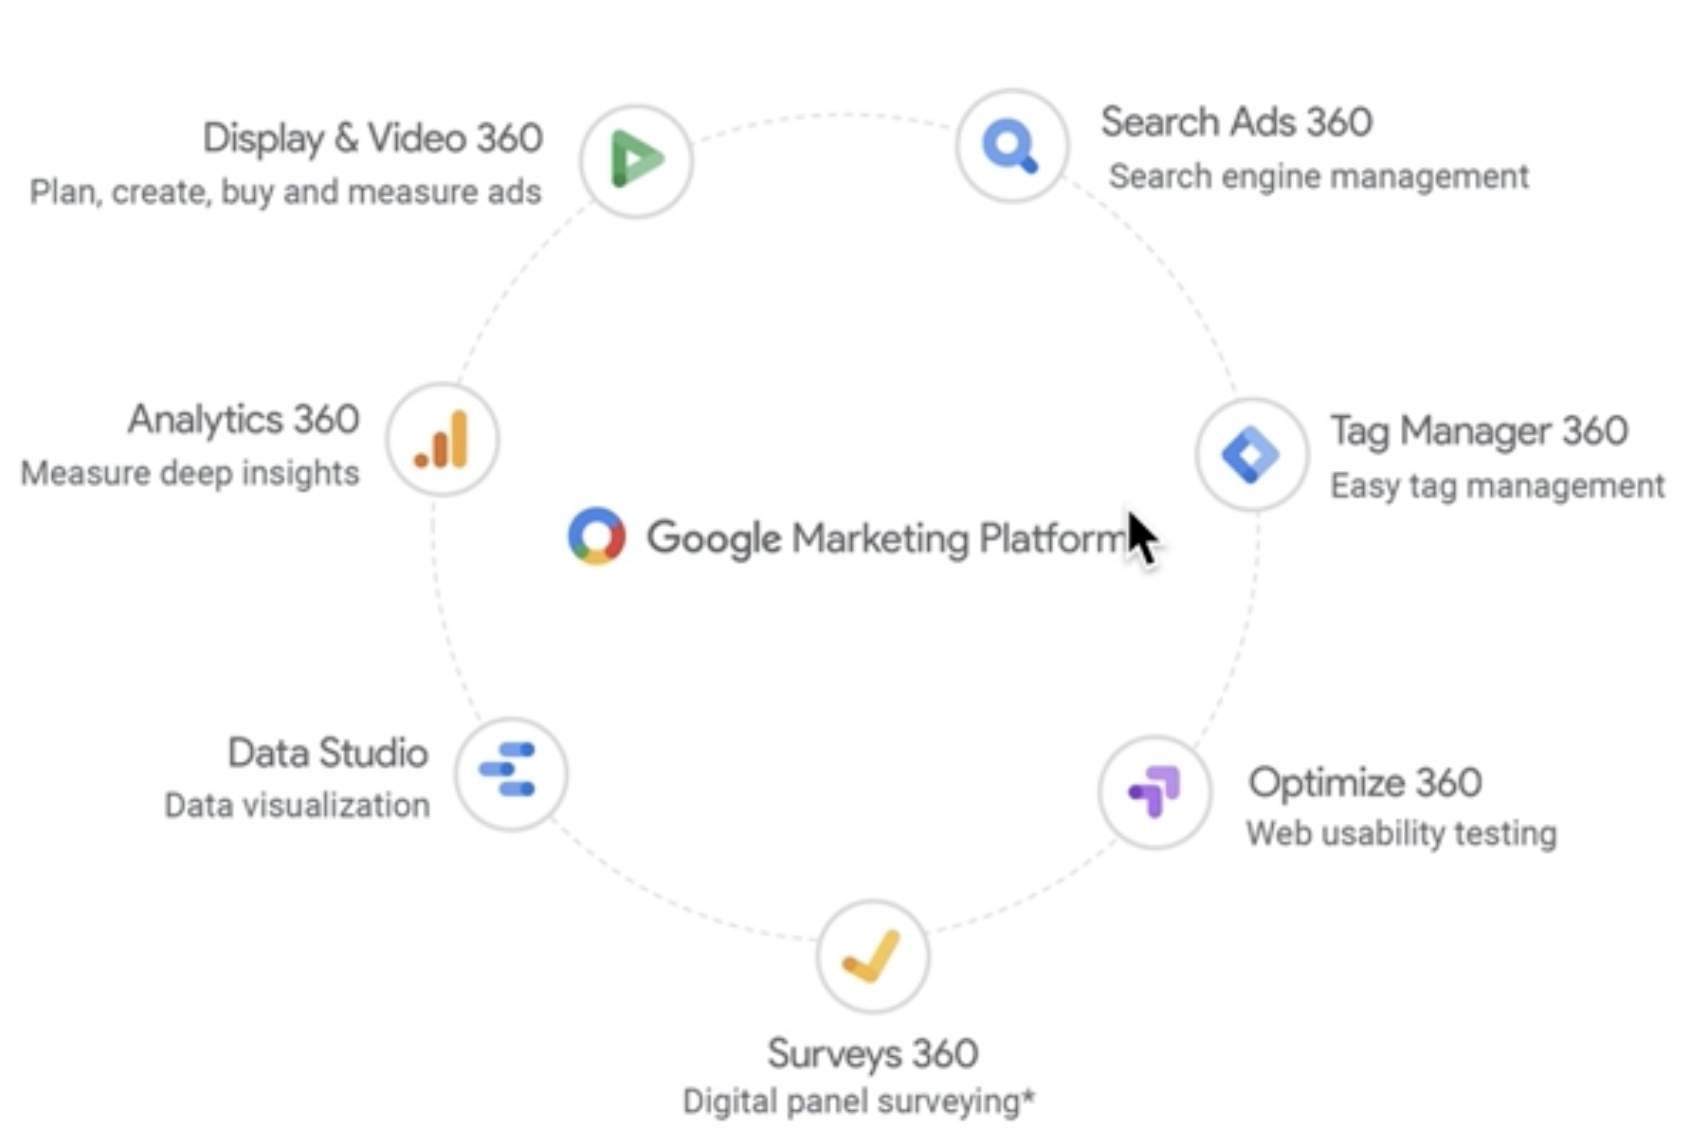 Display & Video 360
Plan, create, buy and measure ads
Search Ads 360
Search engine management
Analytics 360
Measure deep insights
Tag Manager 360
Easy tag management
Google Marketing Platform
Data Studio
Data visualization
Optimize 360
Web usability testing
Surveys 360
Digital panel surveying*